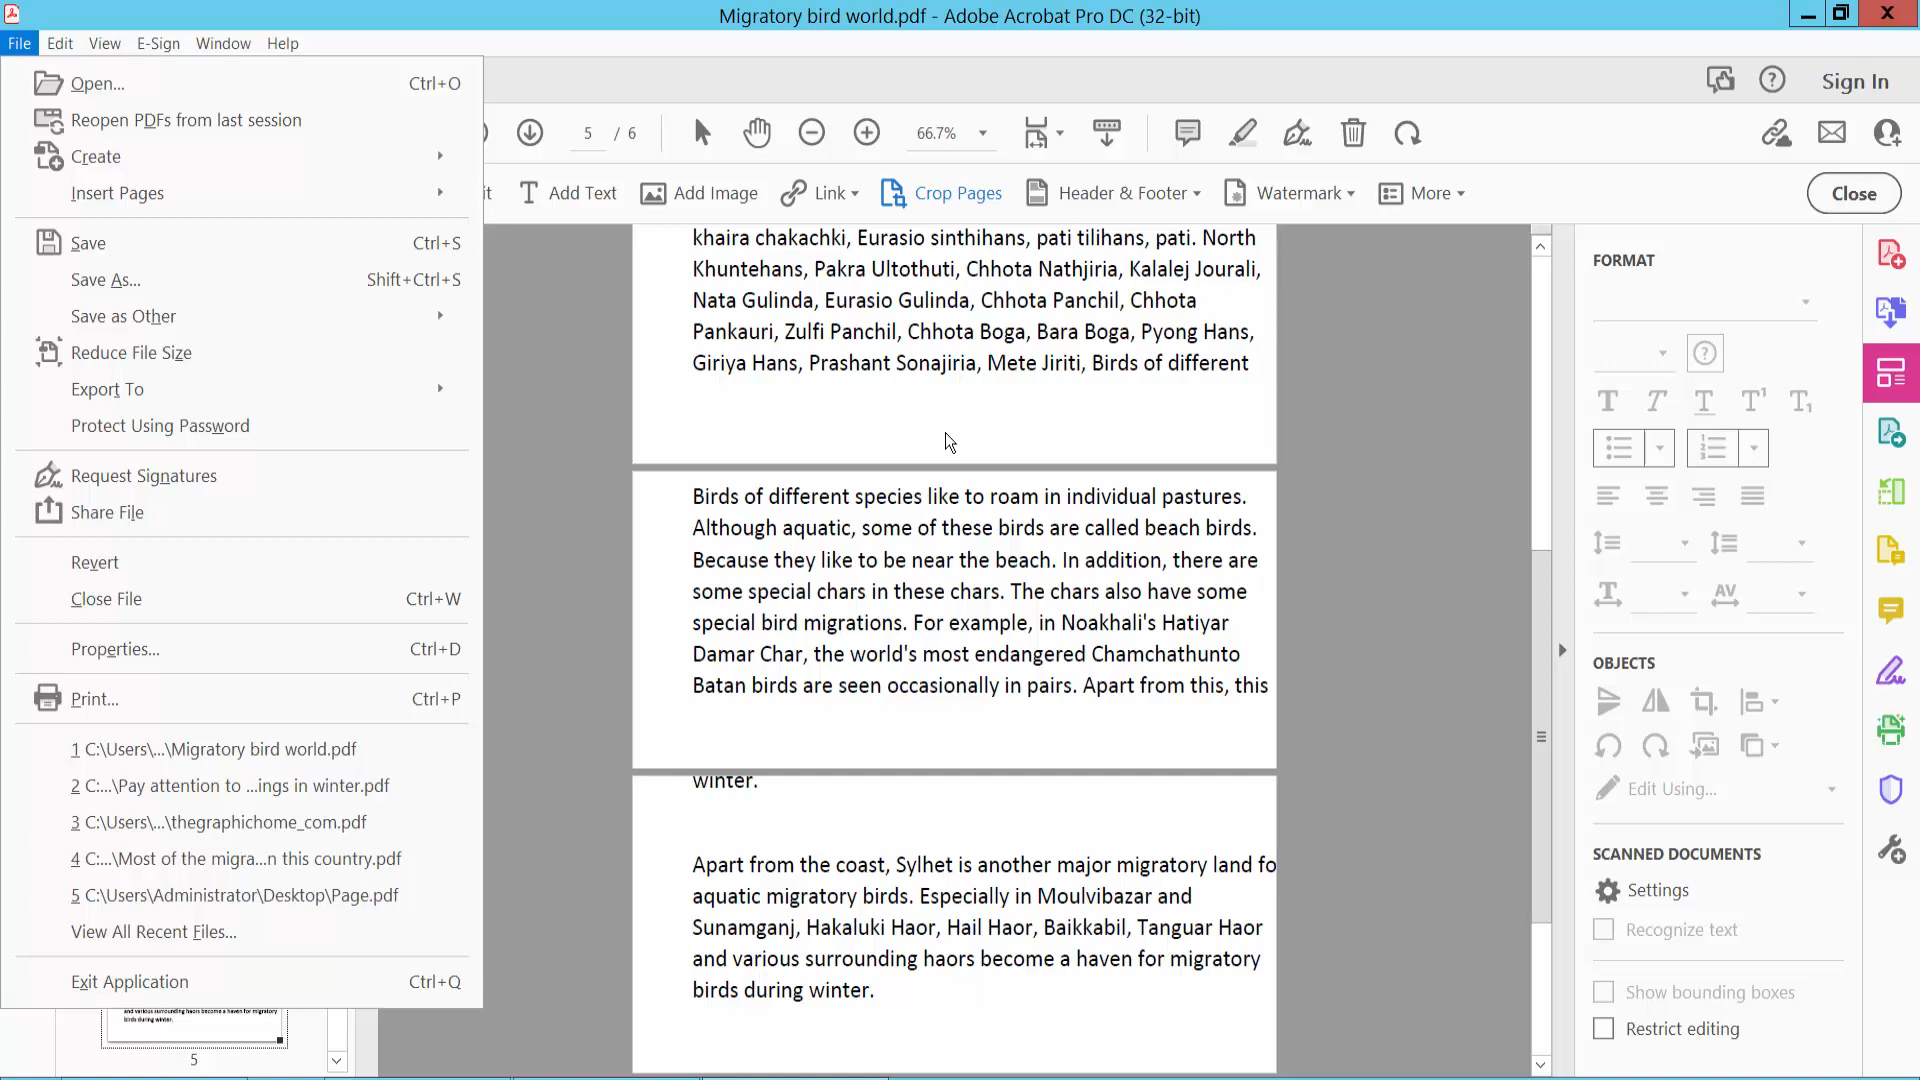 Migratory bird world.pdf - Adobe Acrobat Pro DC (32-bit)
File Edit View E-Sign Window Help
Open... Ctrl+O
Reopen PDFs from last session
Create
Insert Pages
Save Ctrl+S
Save As... Shift+Ctrl+S
Save as Other
Reduce File Size
Export To
Protect Using Password
Request Signatures
Share File
Revert
Close File Ctrl+W
Properties... Ctrl+D
Print... Ctrl+P
1 C:\Users\...\Migratory bird world.pdf
2 C:...\Pay attention to ...ings in winter.pdf
3 C:\Users\...\thegraphichome_com.pdf
4 C:...\Most of the migra...n this country.pdf
5 C:\Users\Administrator\Desktop\Page.pdf
View All Recent Files...
Exit Application Ctrl+Q
and various surrounding haors become a haven for migratory
birds during winter.
5
Sign In
5 / 6 66.7%
it Add Text Add Image Link Crop Pages Header & Footer Watermark More Close
khaira chakachki, Eurasio sinthihans, pati tilihans, pati. North
Khuntehans, Pakra Ultothuti, Chhota Nathjiria, Kalalej Jourali,
Nata Gulinda, Eurasio Gulinda, Chhota Panchil, Chhota
Pankauri, Zulfi Panchil, Chhota Boga, Bara Boga, Pyong Hans,
Giriya Hans, Prashant Sonajiria, Mete Jiriti, Birds of different
Birds of different species like to roam in individual pastures.
Although aquatic, some of these birds are called beach birds.
Because they like to be near the beach. In addition, there are
some special chars in these chars. The chars also have some
special bird migrations. For example, in Noakhali's Hatiyar
Damar Char, the world's most endangered Chamchathunto
Batan birds are seen occasionally in pairs. Apart from this, this
winter.
Apart from the coast, Sylhet is another major migratory land fo
aquatic migratory birds. Especially in Moulvibazar and
Sunamganj, Hakaluki Haor, Hail Haor, Baikkabil, Tanguar Haor
and various surrounding haors become a haven for migratory
birds during winter.
FORMAT
OBJECTS
Edit Using...
SCANNED DOCUMENTS
Settings
Recognize text
Show bounding boxes
Restrict editing